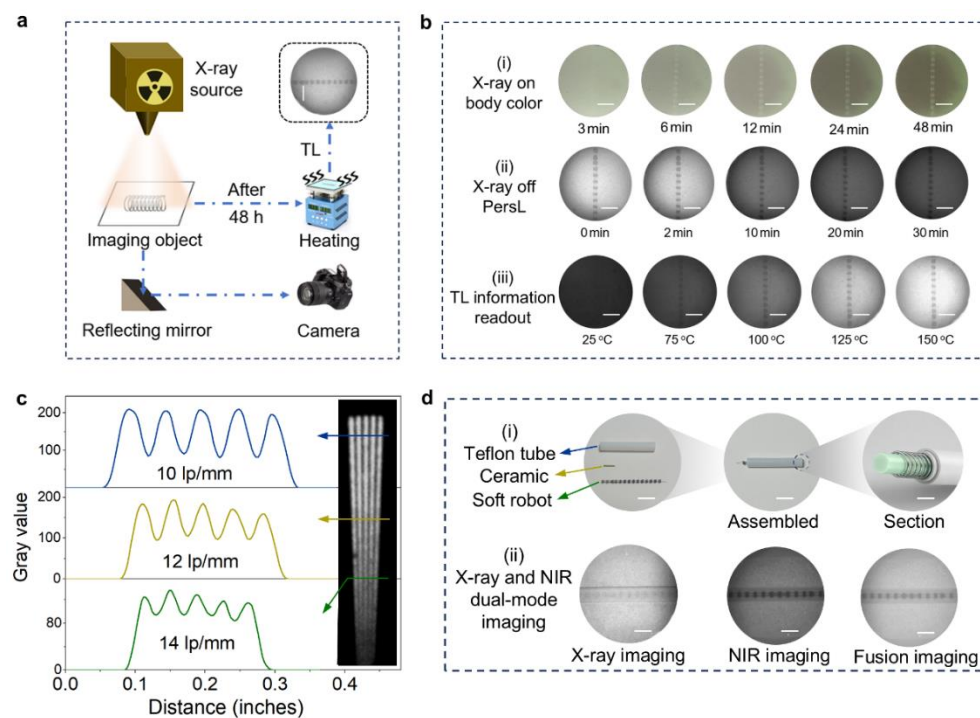 a
X-ray
source
TL
After
48 h
Imaging object
Heating
Reflecting mirror
Camera
b
(i)
X-ray on
body color
3 min
6 min
12 min
24 min
48 min
(ii)
X-ray off
PersL
0 min
2 min
10 min
20 min
30 min
(iii)
TL information
readout
25 °C
75 °C
100 °C
125 °C
150 °C
c
Gray value
200
100
10 lp/mm
200
100
0
12 lp/mm
80
0
14 lp/mm
0.0
0.1
0.2
0.3
0.4
Distance (inches)
d
(i)
Teflon tube
Ceramic
Soft robot
Assembled
Section
(ii)
X-ray and NIR
dual-mode
imaging
X-ray imaging
NIR imaging
Fusion imaging